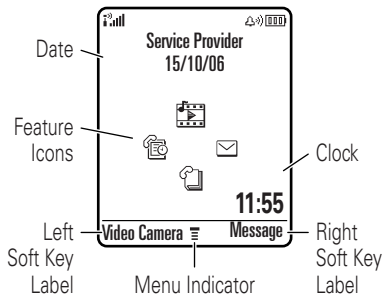 Service Provider
Date
15/10/06
Feature
Icons
Clock
11:55
Video Camera
Message
Left
Soft Key
Label
Menu Indicator
Right
Soft Key
Label